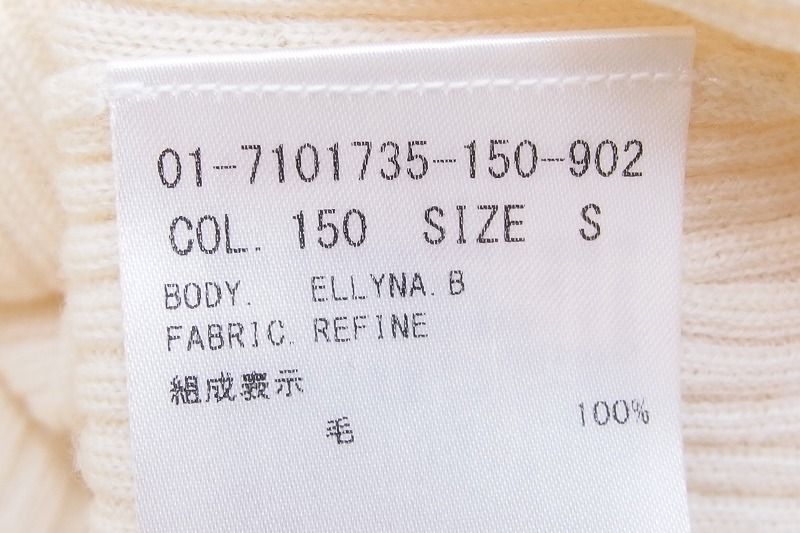 01-7101735-150-902
COL. 150 SIZE S
BODY. ELLYNA. B
FABRIC. REFINE
組成表示
毛 100%